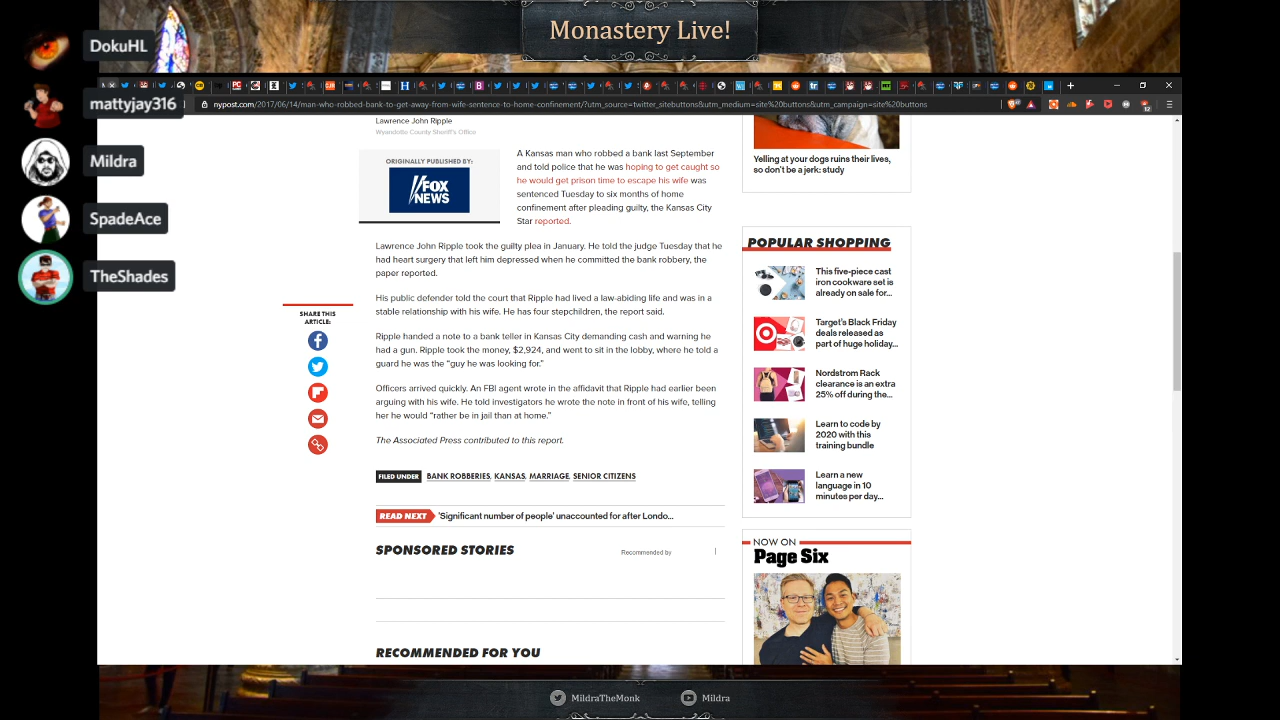 Monastery Live!
DokuHL
mattyjay316
Mildra
SpadeAce
TheShades
nypost.com/2017/06/14/man-who-robbed-bank-to-get-away-from-wife-sentence-to-home-confinement/?utm_source=twitter_sitebuttons&utm_medium=site%20buttons&utm_campaign=site%20buttons
Lawrence John Ripple
Wyandotte County Sheriff's Office
ORIGINALLY PUBLISHED BY:
FOX
NEWS
A Kansas man who robbed a bank last September
and told police that he was hoping to get caught so
he would get prison time to escape his wife was
sentenced Tuesday to six months of home
confinement after pleading guilty, the Kansas City
Star reported.
Lawrence John Ripple took the guilty plea in January. He told the judge Tuesday that he
had heart surgery that left him depressed when he committed the bank robbery, the
paper reported.
His public defender told the court that Ripple had lived a law-abiding life and was in a
stable relationship with his wife. He has four stepchildren, the report said.
Ripple handed a note to a bank teller in Kansas City demanding cash and warning he
had a gun. Ripple took the money, $2,924, and went to sit in the lobby, where he told a
guard he was the “guy he was looking for.”
Officers arrived quickly. An FBI agent wrote in the affidavit that Ripple had earlier been
arguing with his wife. He told investigators he wrote the note in front of his wife, telling
her he would “rather be in jail than at home.”
The Associated Press contributed to this report.
SHARE THIS
ARTICLE:
FILED UNDER BANK ROBBERIES, KANSAS, MARRIAGE, SENIOR CITIZENS
READ NEXT 'Significant number of people' unaccounted for after Londo...
SPONSORED STORIES
Recommended by
RECOMMENDED FOR YOU
Yelling at your dogs ruins their lives,
so don't be a jerk: study
POPULAR SHOPPING
This five-piece cast
iron cookware set is
already on sale for...
Target's Black Friday
deals released as
part of huge holiday...
Nordstrom Rack
clearance is an extra
25% off during the...
Learn to code by
2020 with this
training bundle
Learn a new
language in 10
minutes per day...
NOW ON
Page Six
MildraTheMonk
Mildra